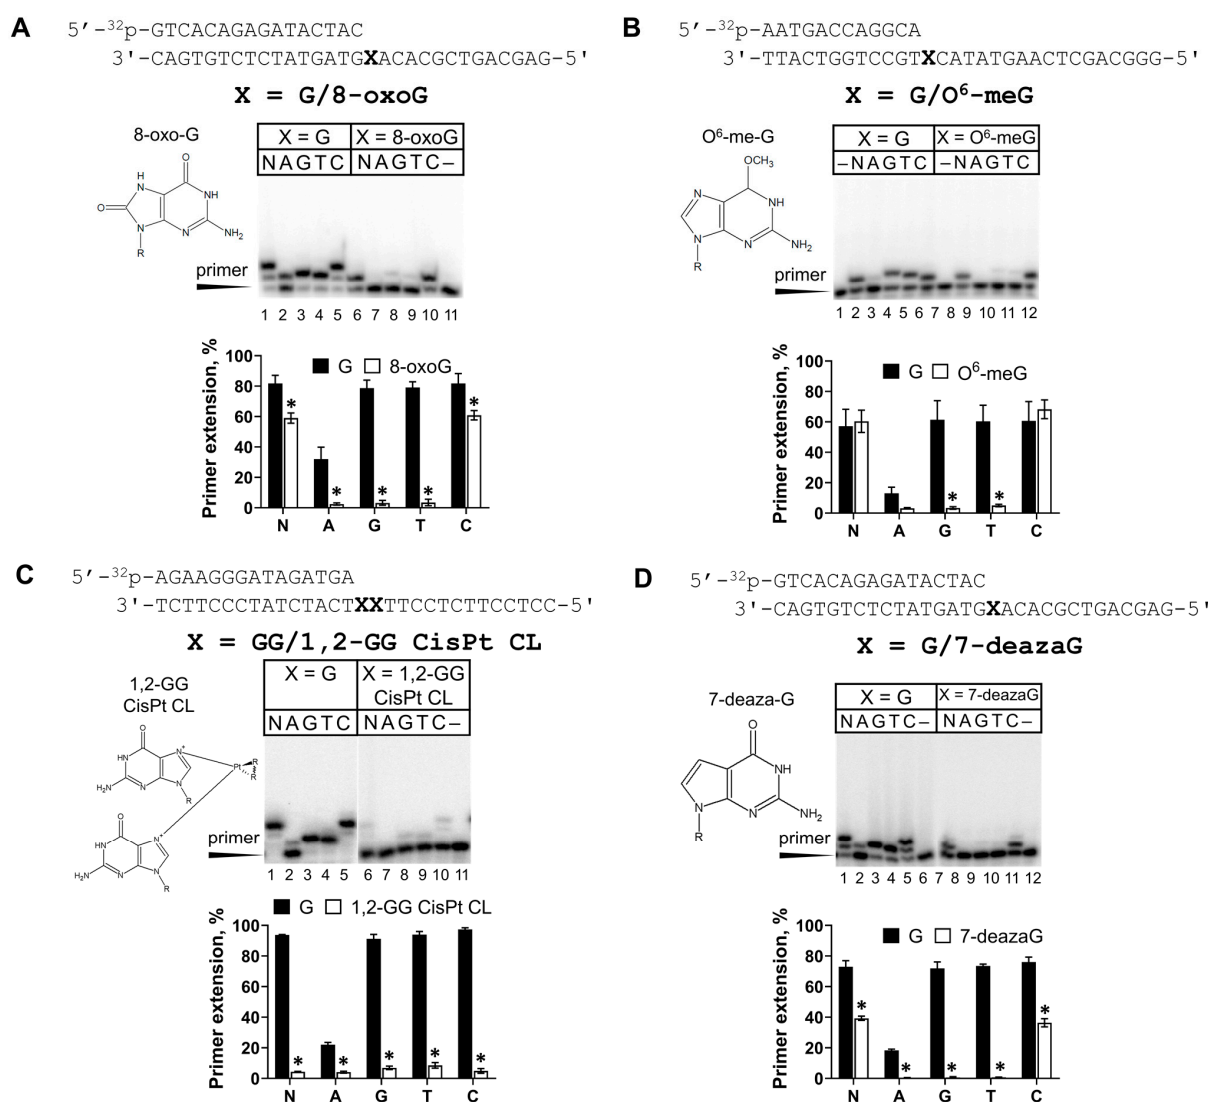 A
5′-32p-GTCACAGAGATACTAC
3'-CAGTGTCTCTATGATGXACACGCTGACGAG-5'
X = G/8-oxoG
8-oxo-G
O
H
N
NH
O
N
N
NH2
R
X = G X = 8-oxoG
N A G T C N A G T C –
primer
1 2 3 4 5 6 7 8 9 10 11
Primer extension, %
G 8-oxoG
100
80
60
40
20
0
* * * * *
N A G T C
B
5′-32p-AATGACCAGGCA
3'-TTACTGGTCCGTXCATATGAACTCGACGGG-5'
X = G/O6-meG
O6-me-G
OCH3
N
NH
N
N
NH2
R
X = G X = O6-meG
– N A G T C – N A G T C
primer
1 2 3 4 5 6 7 8 9 10 11 12
Primer extension, %
G O6-meG
100
80
60
40
20
0
* *
N A G T C
C
5′-32p-AGAAGGGATAGATGA
3'-TCTTCCCTATCTACTXXTTCCTCTTCCTCC-5'
X = GG/1,2-GG CisPt CL
1,2-GG
CisPt CL
O
HN
N+
H2N
N
N
R
Pt
R
R
O
HN
N+
H2N
N
N
R
X = G X = 1,2-GG
CisPt CL
N A G T C N A G T C –
primer
1 2 3 4 5 6 7 8 9 10 11
G 1,2-GG CisPt CL
Primer extension, %
100
80
60
40
20
0
* * * * *
N A G T C
D
5′-32p-GTCACAGAGATACTAC
3'-CAGTGTCTCTATGATGXACACGCTGACGAG-5'
X = G/7-deazaG
7-deaza-G
O
NH
N
N
NH2
R
X = G X = 7-deazaG
N A G T C – N A G T C –
primer
1 2 3 4 5 6 7 8 9 10 11 12
Primer extension, %
G 7-deazaG
100
80
60
40
20
0
* * * * *
N A G T C